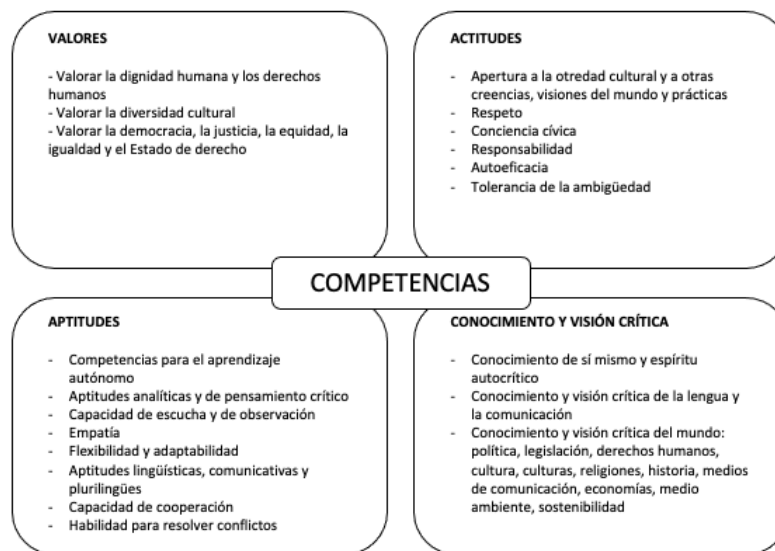 VALORES
- Valorar la dignidad humana y los derechos
humanos
- Valorar la diversidad cultural
- Valorar la democracia, la justicia, la equidad, la
igualdad y el Estado de derecho
ACTITUDES
- Apertura a la otredad cultural y a otras
creencias, visiones del mundo y prácticas
- Respeto
- Conciencia cívica
- Responsabilidad
- Autoeficacia
- Tolerancia de la ambigüedad
COMPETENCIAS
APTITUDES
- Competencias para el aprendizaje
autónomo
- Aptitudes analíticas y de pensamiento crítico
- Capacidad de escucha y de observación
- Empatía
- Flexibilidad y adaptabilidad
- Aptitudes lingüísticas, comunicativas y
plurilingües
- Capacidad de cooperación
- Habilidad para resolver conflictos
CONOCIMIENTO Y VISIÓN CRÍTICA
- Conocimiento de sí mismo y espíritu
autocrítico
- Conocimiento y visión crítica de la lengua y
la comunicación
- Conocimiento y visión crítica del mundo:
política, legislación, derechos humanos,
cultura, culturas, religiones, historia, medios
de comunicación, economías, medio
ambiente, sostenibilidad